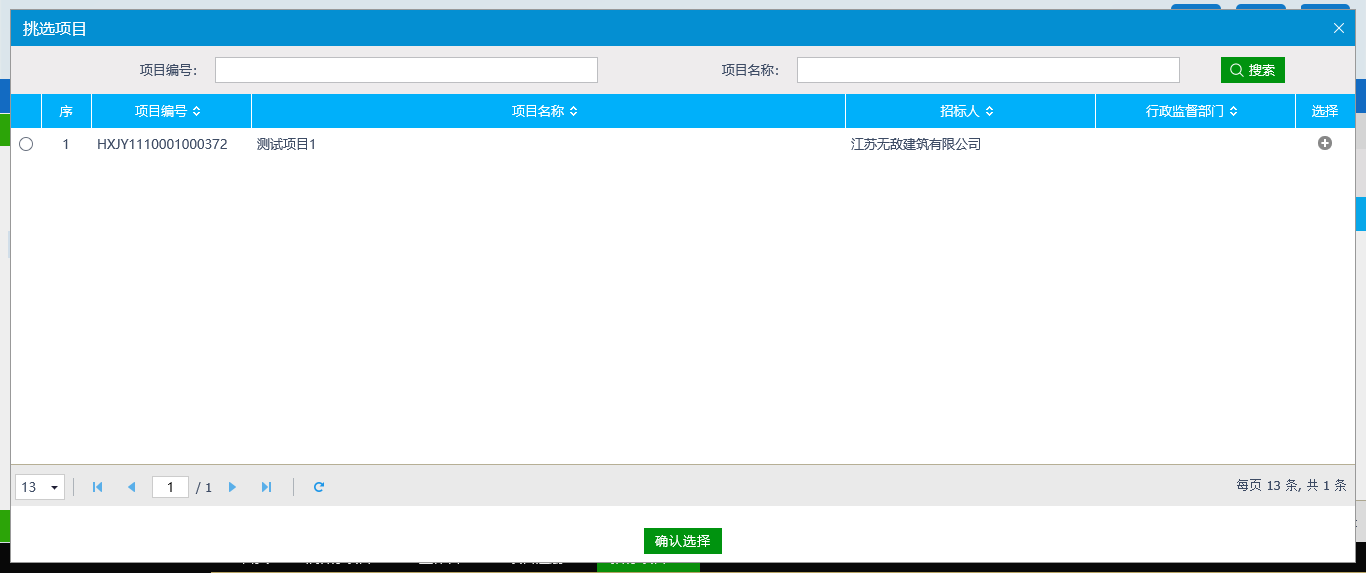 挑选项目
项目编号： 项目名称： 搜索
序 项目编号 项目名称 招标人 行政监督部门 选择
1 HXJY1110001000372 测试项目1 江苏无敌建筑有限公司
13 1 / 1 每页 13 条, 共 1 条
确认选择